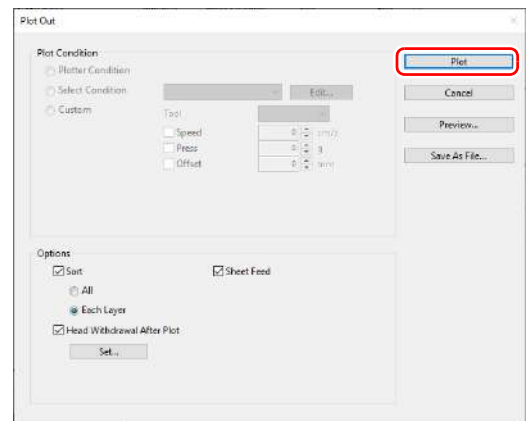 Plot Out
Plot Condition
Plotter Condition
Select Condition
Edit...
Custom
Tool
Speed
0
cm/s
Press
0
g
Offset
0
mm
Plot
Cancel
Preview...
Save As File...
Options
Sort
Sheet Feed
All
Each Layer
Head Withdrawal After Plot
Set...